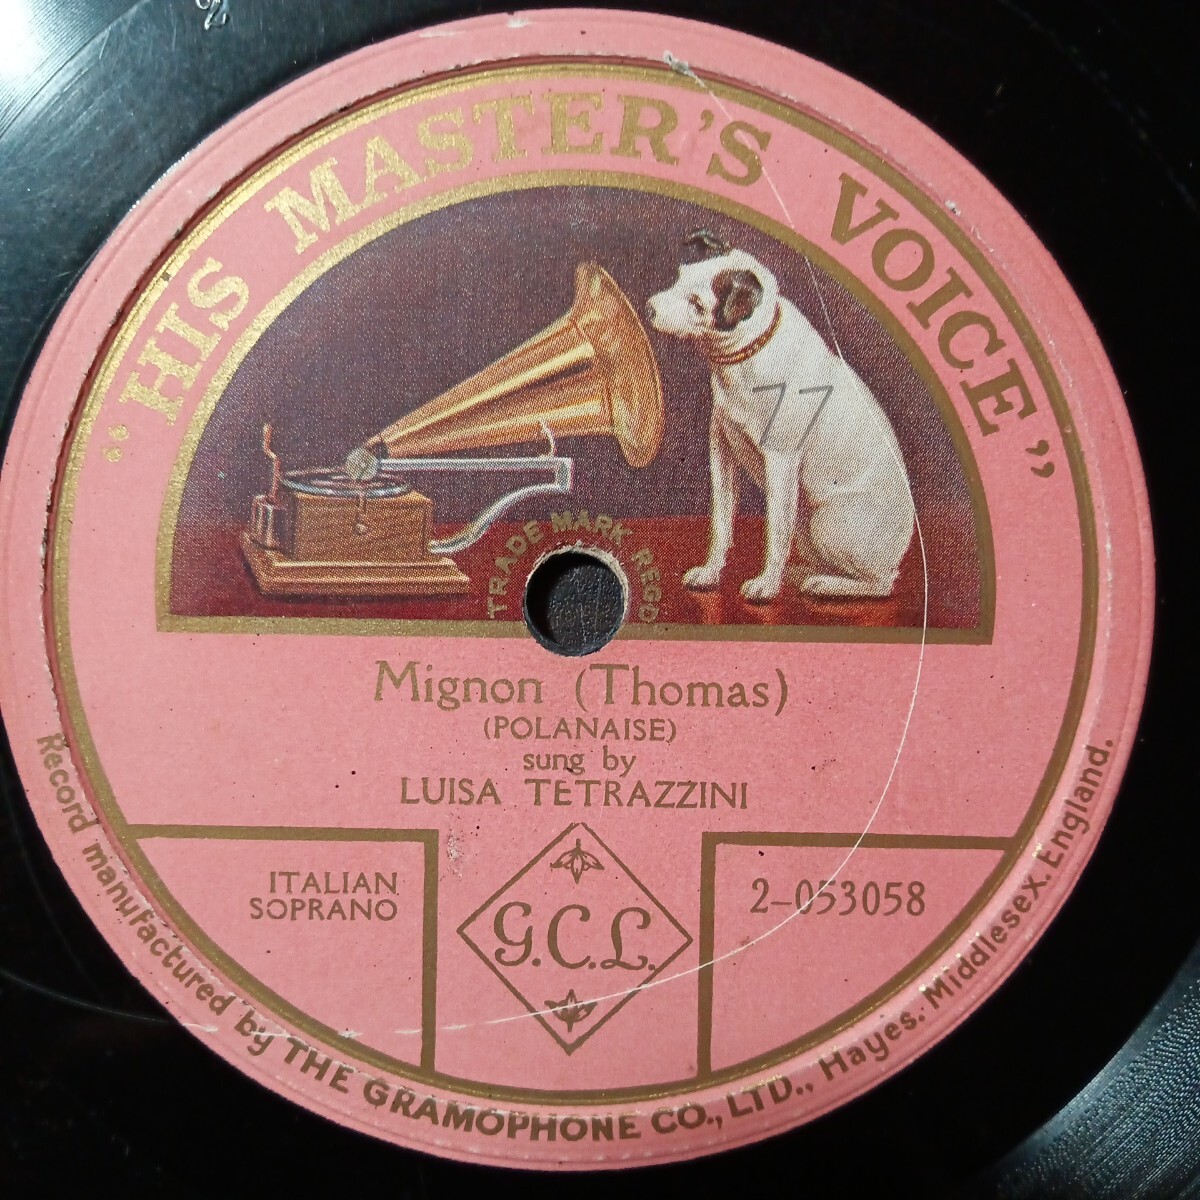 2
"HIS MASTER'S VOICE"
77
TRADE MARK REGD
Mignon (Thomas)
(POLANAISE)
sung by
LUISA TETRAZZINI
ITALIAN
SOPRANO
G.C.L.
2-053058
Record manufactured by THE GRAMOPHONE CO., LTD., Hayes, Middlesex, England.